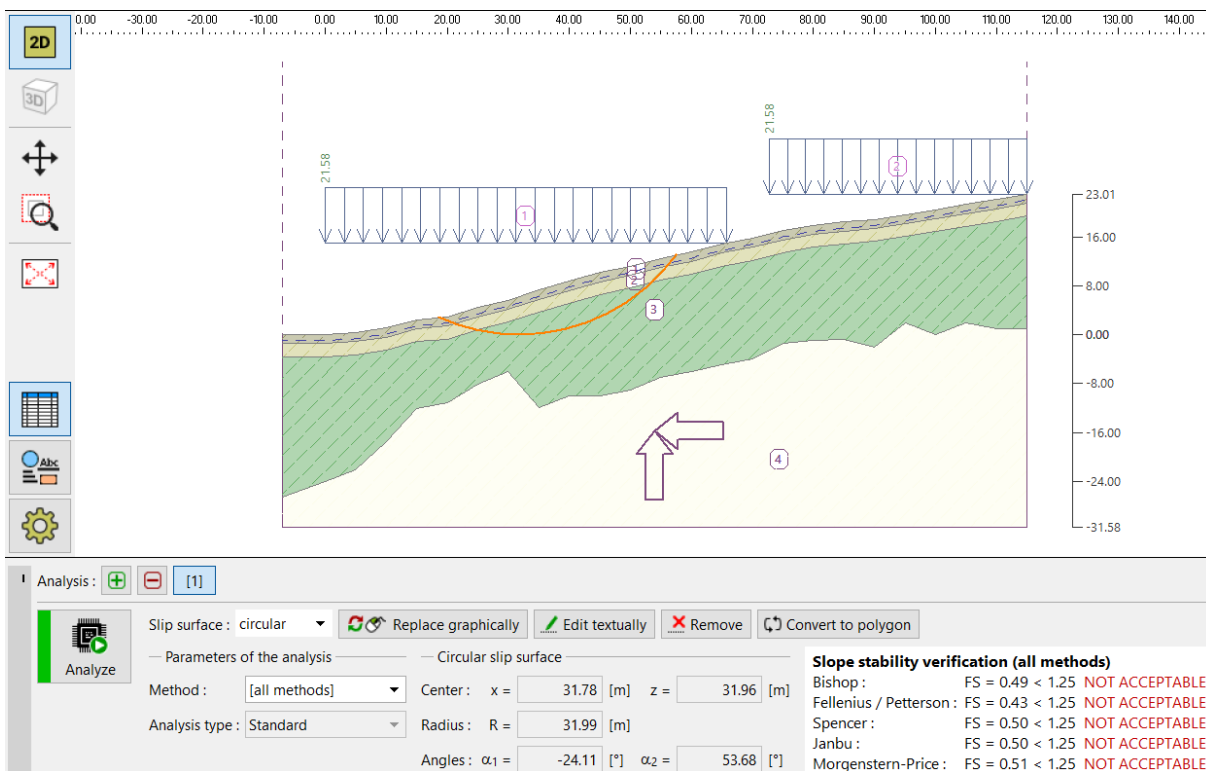 0.00 -30.00 -20.00 -10.00 0.00 10.00 20.00 30.00 40.00 50.00 60.00 70.00 80.00 90.00 100.00 110.00 120.00 130.00 140.00
2D
3D
21.58
2
21.58
1
23.01
16.00
8.00
3
0.00
-8.00
-16.00
4
-24.00
-31.58
Abc
Analysis : [1]
Analyze
Slip surface : circular Replace graphically Edit textually Remove Convert to polygon
Parameters of the analysis
Method : [all methods]
Analysis type : Standard
Circular slip surface
Center : x = 31.78 [m] z = 31.96 [m]
Radius : R = 31.99 [m]
Angles : α1 = -24.11 [°] α2 = 53.68 [°]
Slope stability verification (all methods)
Bishop : FS = 0.49 < 1.25 NOT ACCEPTABLE
Fellenius / Petterson : FS = 0.43 < 1.25 NOT ACCEPTABLE
Spencer : FS = 0.50 < 1.25 NOT ACCEPTABLE
Janbu : FS = 0.50 < 1.25 NOT ACCEPTABLE
Morgenstern-Price : FS = 0.51 < 1.25 NOT ACCEPTABLE